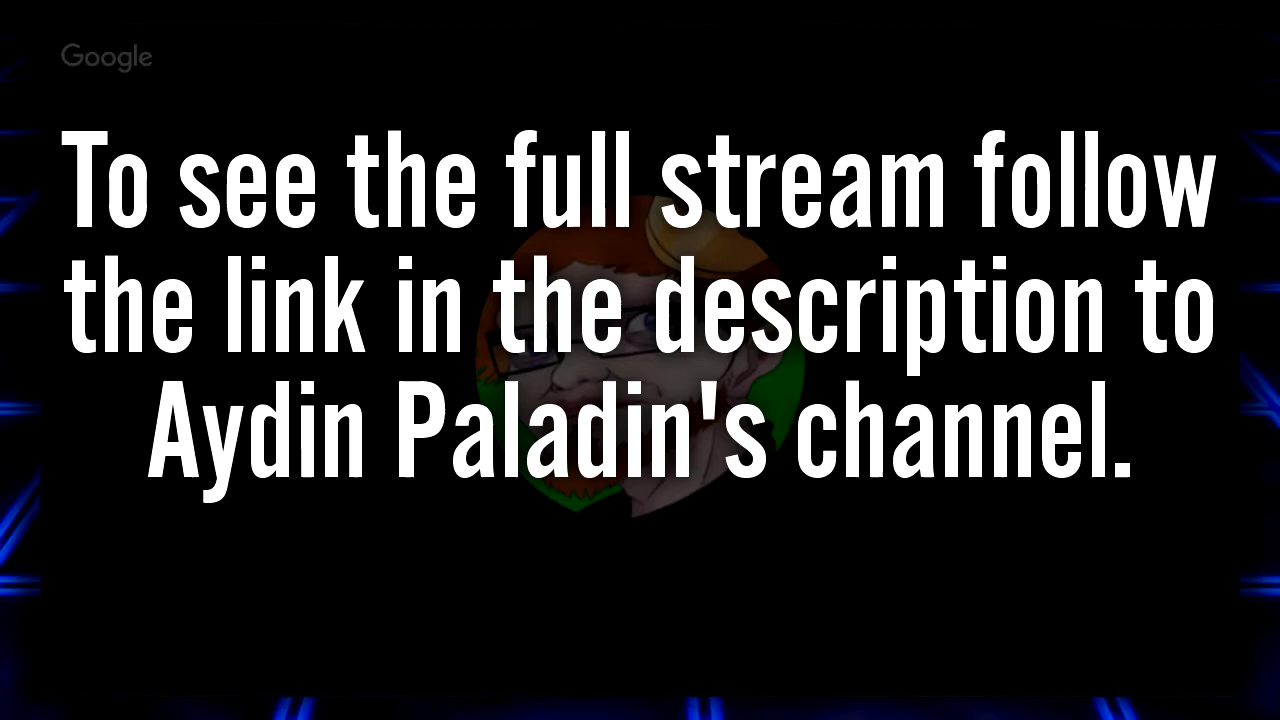 Google
To see the full stream follow
the link in the description to
Aydin Paladin's channel.